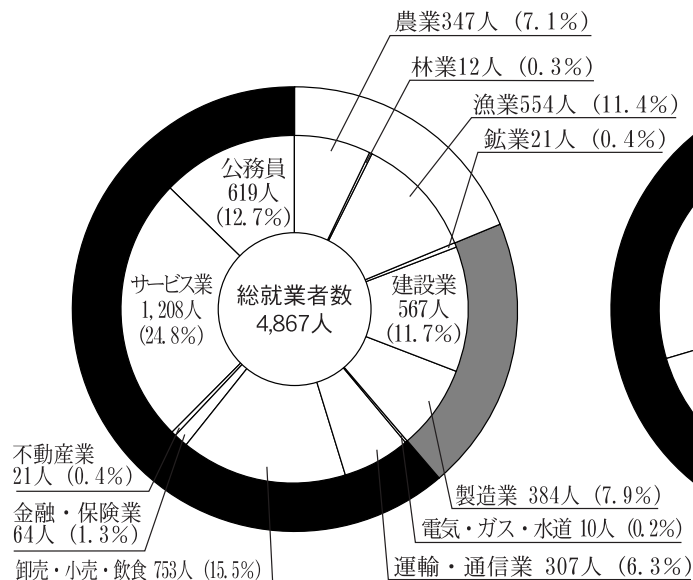 農業347人 (7.1%)
林業12人 (0.3%)
漁業554人 (11.4%)
鉱業21人 (0.4%)
公務員
619人
(12.7%)
サービス業
1,208人
(24.8%)
総就業者数
4,867人
建設業
567人
(11.7%)
不動産業
21人 (0.4%)
金融・保険業
64人 (1.3%)
卸売・小売・飲食 753人 (15.5%)
製造業 384人 (7.9%)
電気・ガス・水道 10人 (0.2%)
運輸・通信業 307人 (6.3%)